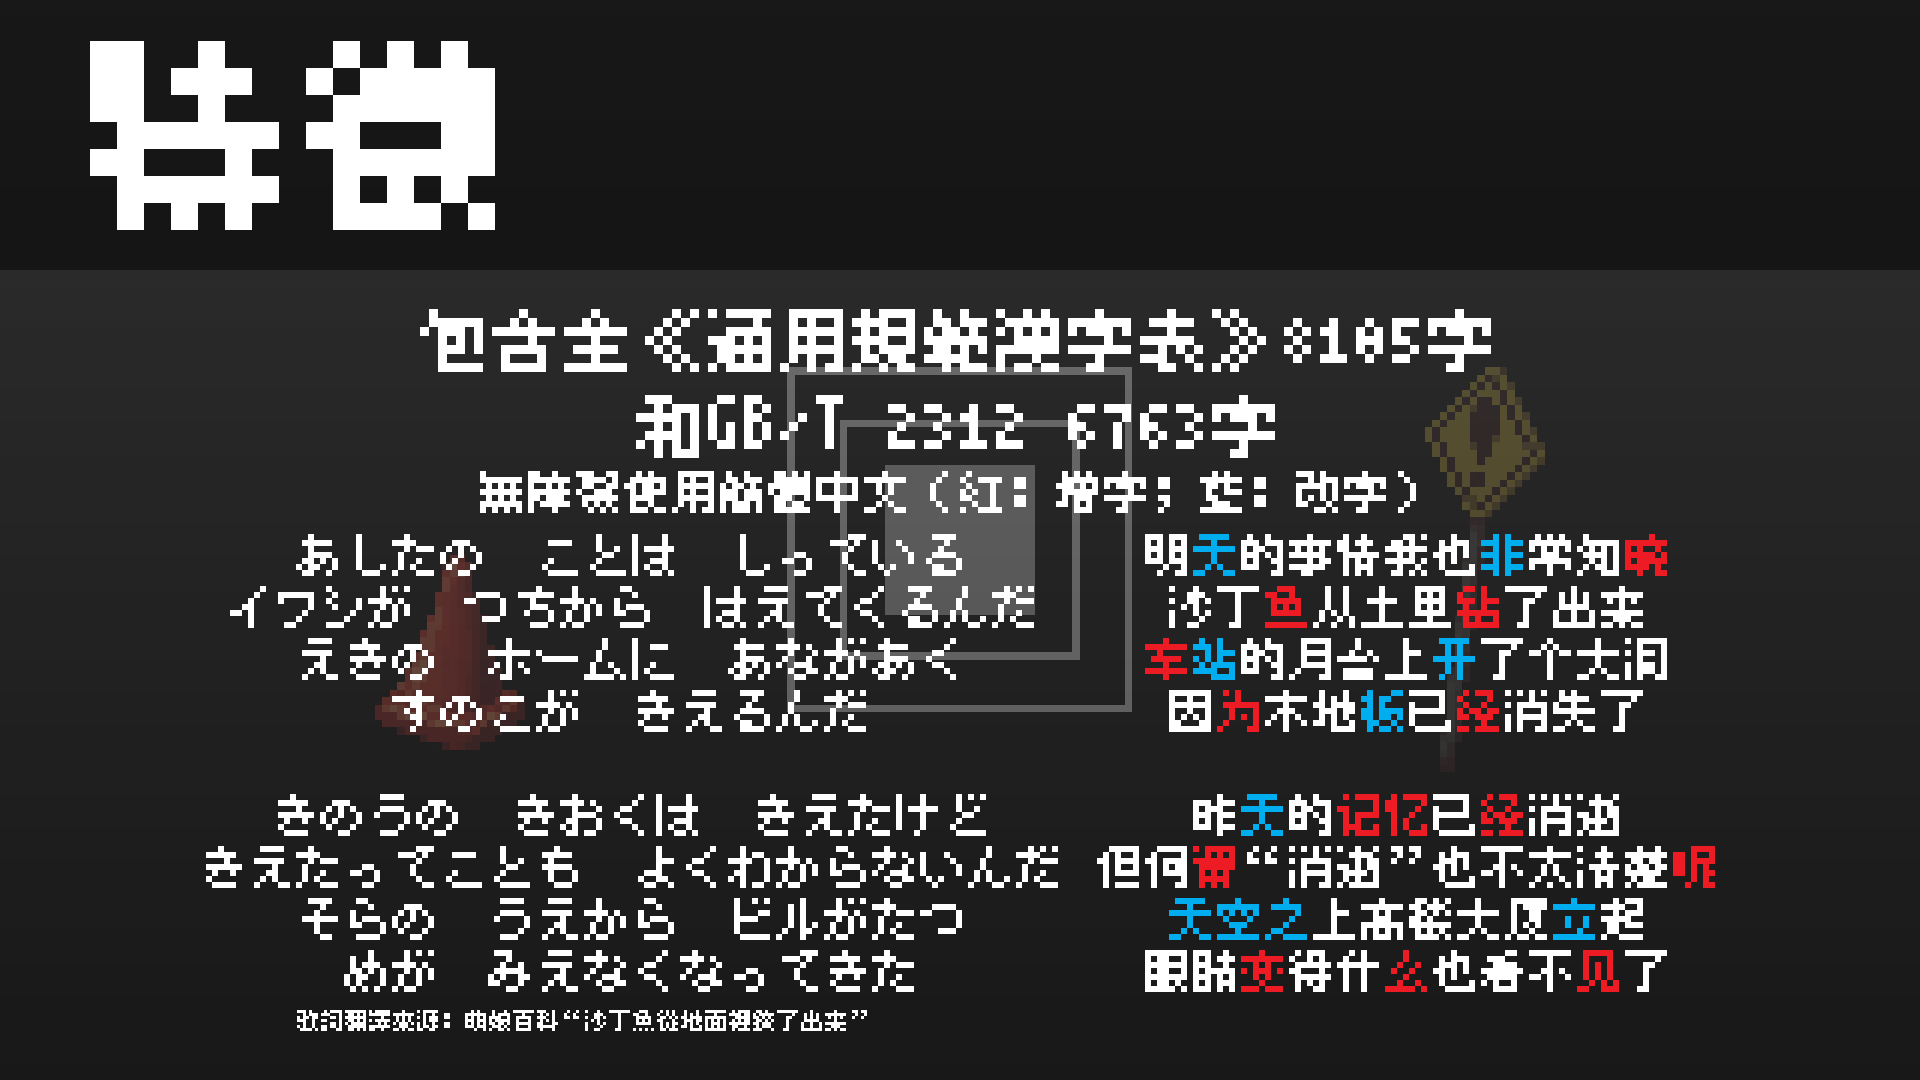 特徵
包含全《通用規範漢字表》8105字
和GB/T 2312 6763字
無障礙使用簡體中文（紅：增字；藍：改字）
あしたの　ことは　しっている
イワシが　つちから　はえてくるんだ
えきの　ホームに　あながあく
すのこが　きえるんだ
明天的事情我也非常知晓
沙丁鱼从土里钻了出来
车站的月台上开了个大洞
因为木地板已经消失了
きのうの　きおくは　きえたけど
きえたってことも　よくわからないんだ
そらの　うえから　ビルがたつ
めが　みえなくなってきた
昨天的记忆已经消逝
但何谓“消逝”也不太清楚呢
天空之上高楼大厦立起
眼睛变得什么也看不见了
歌詞翻譯來源：萌娘百科“沙丁魚從地面裡鑽了出来”